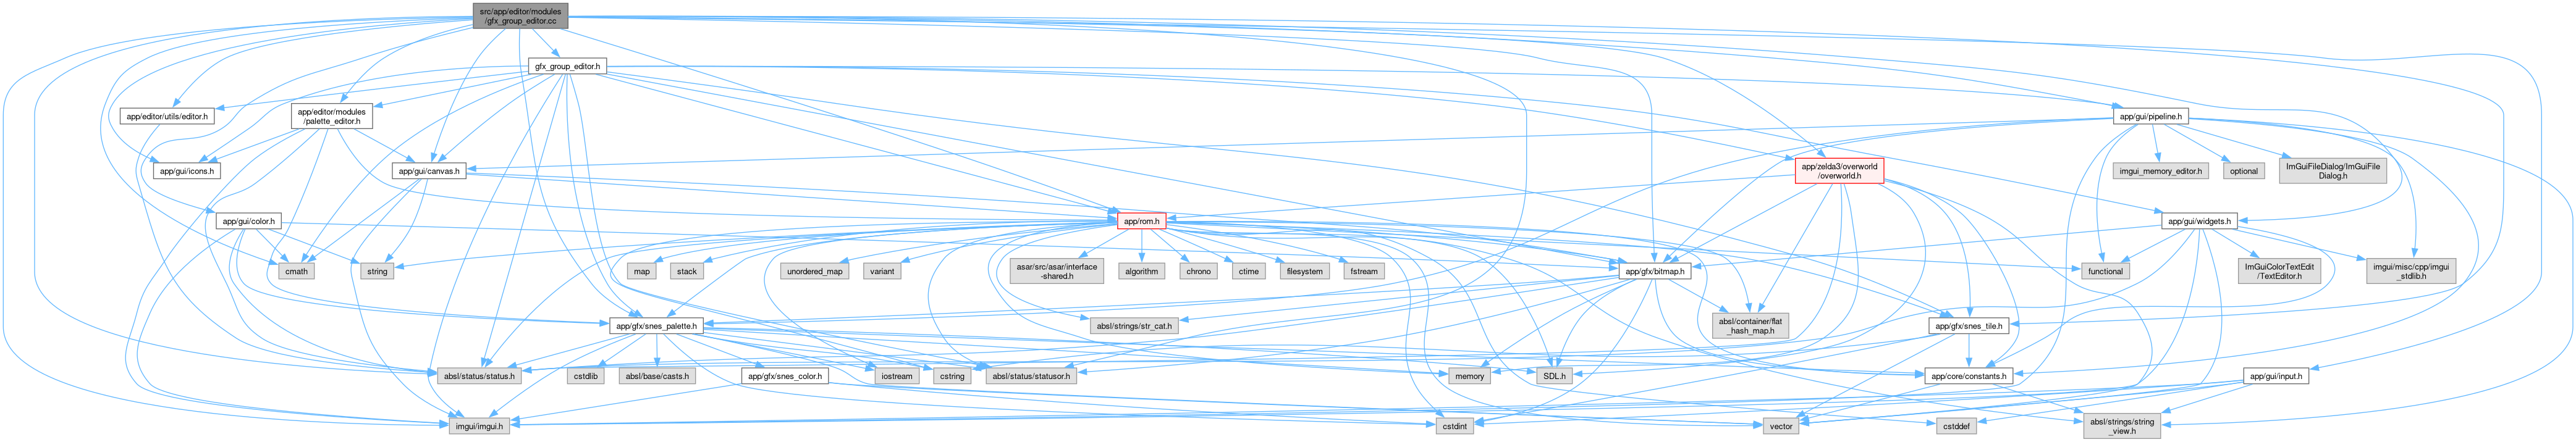 src/app/editor/modules
/gfx_group_editor.cc
gfx_group_editor.h
app/editor/utils/editor.h
app/editor/modules
/palette_editor.h
app/gui/pipeline.h
app/gui/icons.h
app/gui/canvas.h
app/zelda3/overworld
/overworld.h
imgui_memory_editor.h
optional
ImGuiFileDialog/ImGuiFile
Dialog.h
app/gui/color.h
app/rom.h
app/gui/widgets.h
cmath
string
map
stack
unordered_map
variant
asar/src/asar/interface
-shared.h
algorithm
chrono
ctime
filesystem
fstream
app/gfx/bitmap.h
functional
ImGuiColorTextEdit
/TextEditor.h
imgui/misc/cpp/imgui
_stdlib.h
app/gfx/snes_palette.h
absl/strings/str_cat.h
absl/container/flat
_hash_map.h
app/gfx/snes_tile.h
absl/status/status.h
cstdlib
absl/base/casts.h
app/gfx/snes_color.h
iostream
cstring
absl/status/statusor.h
memory
SDL.h
app/core/constants.h
app/gui/input.h
imgui/imgui.h
cstdint
vector
cstddef
absl/strings/string
_view.h